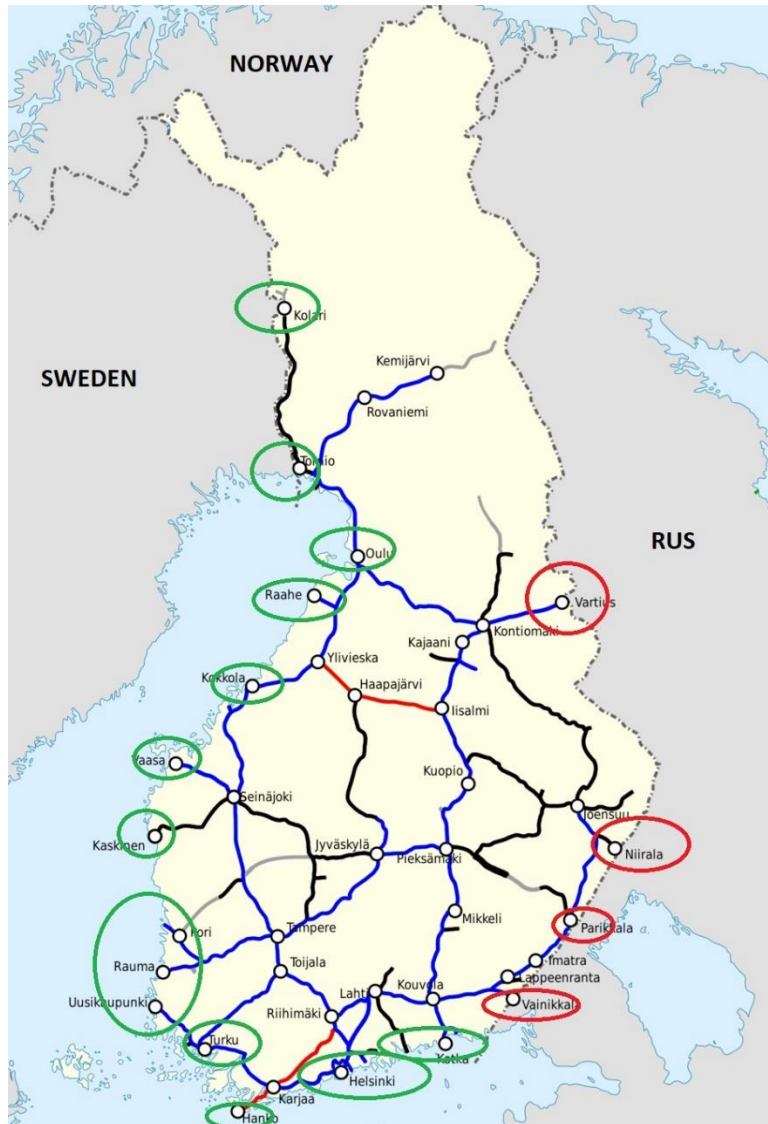 NORWAY
Kolari
SWEDEN
Kemijärvi
Rovaniemi
Tornio
RUS
Oulu
Raahe
Vartius
Kontiomäki
Kajaani
Ylivieska
Kokkola
Haapajärvi
Iisalmi
Vaasa
Kuopio
Seinäjoki
Joensuu
Kaskinen
Jyväskylä
Pieksämäki
Niirala
Mikkeli
Pori
Tampere
Parikkala
Rauma
Toijala
Imatra
Lappeenranta
Lahti
Kouvola
Uusikaupunki
Riihimäki
Vainikkala
Turku
Kotka
Helsinki
Karjaa
Hanko